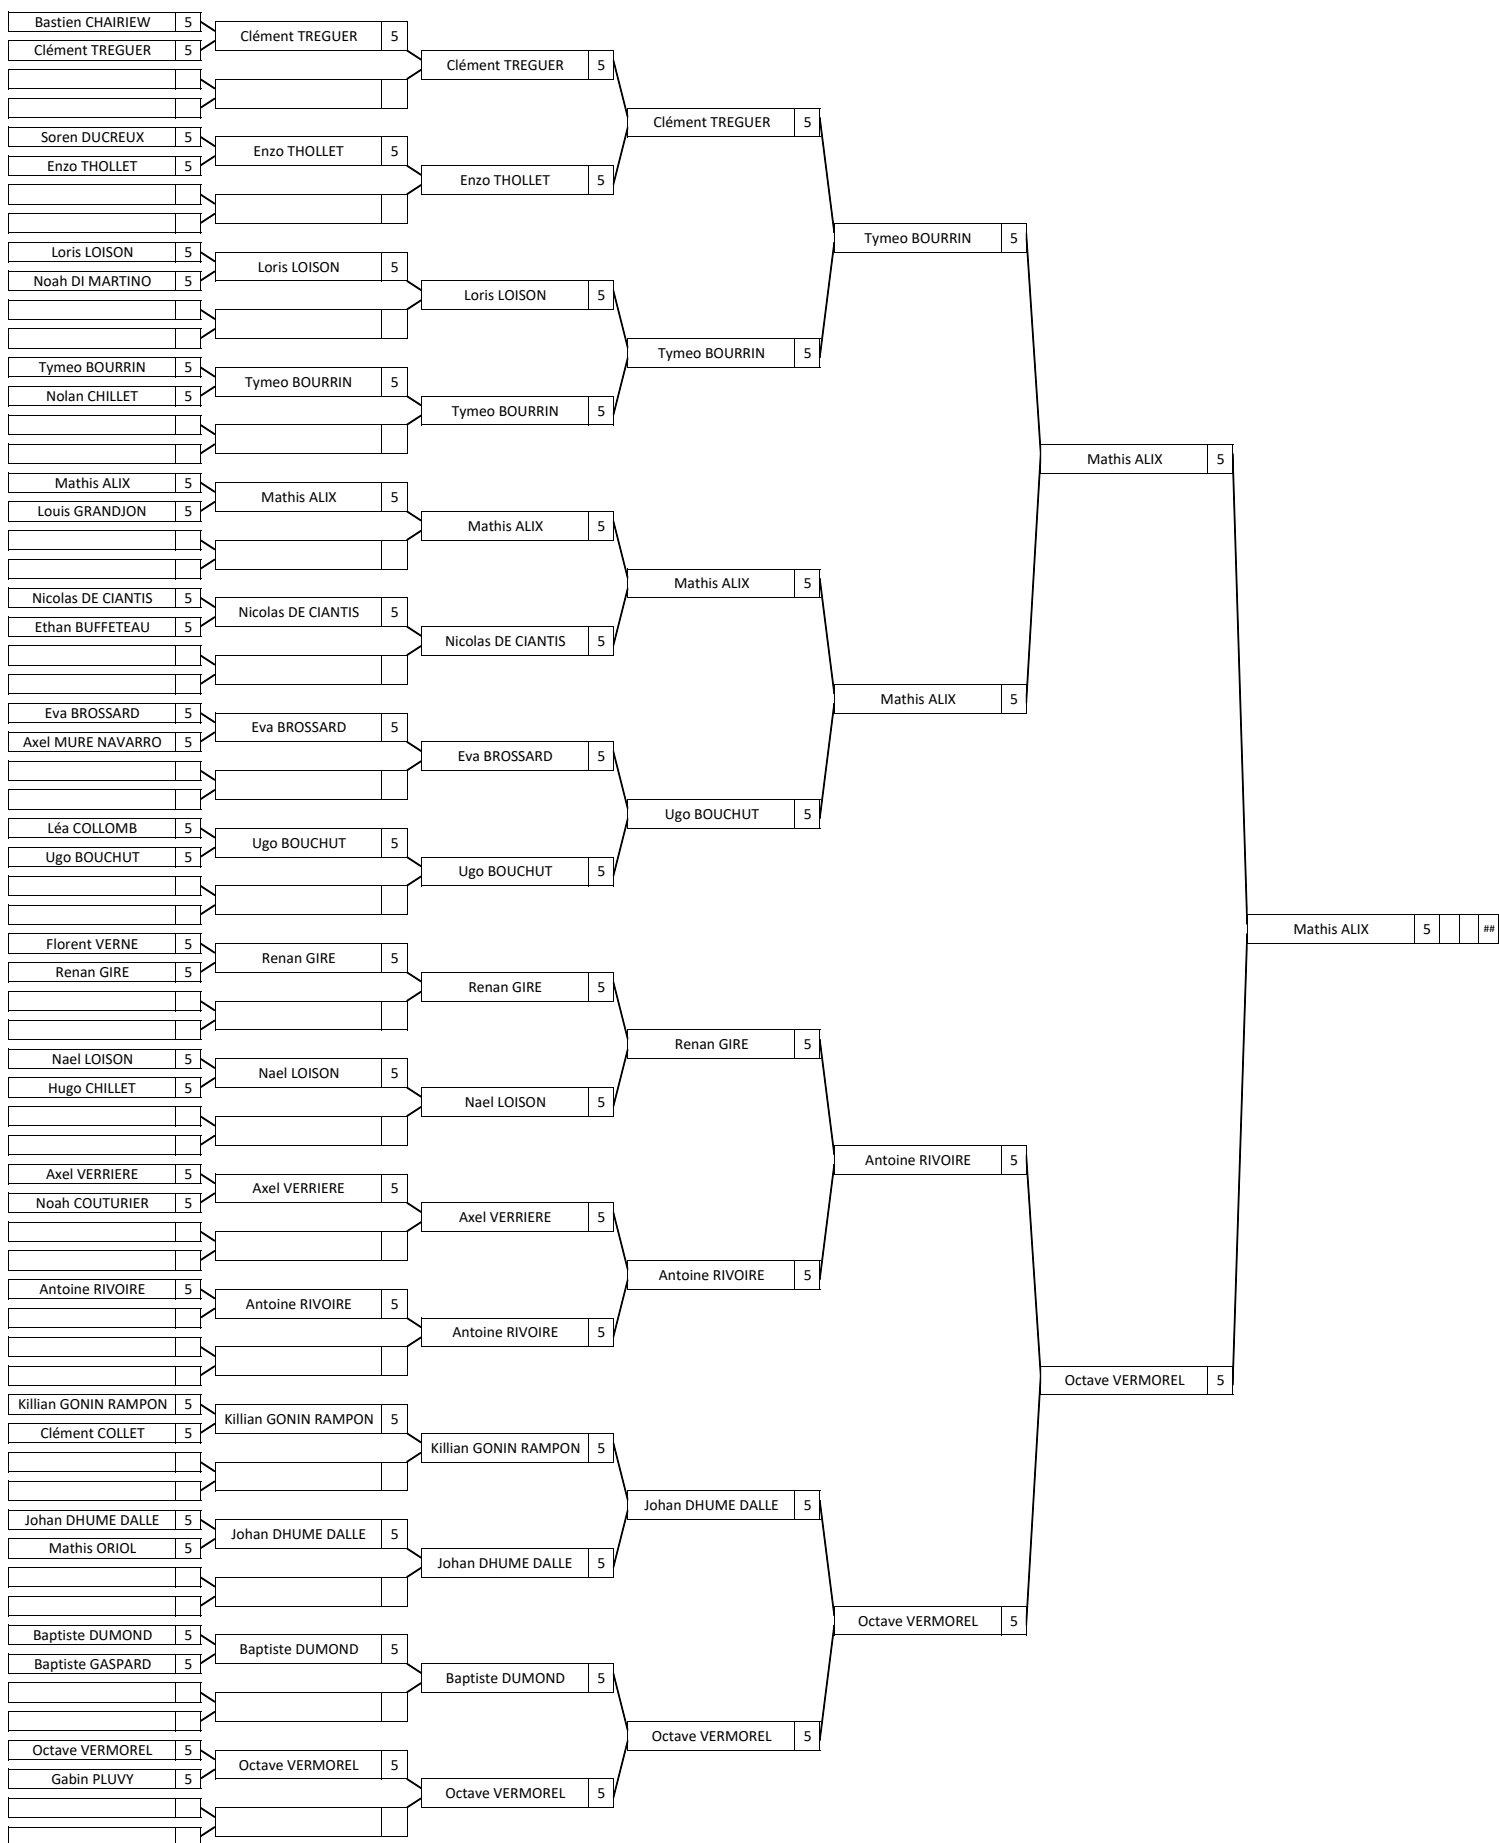 Bastien CHAIRIEW 5
Clément TREGUER 5
Soren DUCREUX 5
Enzo THOLLET 5
Loris LOISON 5
Noah DI MARTINO 5
Tymeo BOURRIN 5
Nolan CHILLET 5
Mathis ALIX 5
Louis GRANDJON 5
Nicolas DE CIANTIS 5
Ethan BUFFETEAU 5
Eva BROSSARD 5
Axel MURE NAVARRO 5
Léa COLLOMB 5
Ugo BOUCHUT 5
Florent VERNE 5
Renan GIRE 5
Nael LOISON 5
Hugo CHILLET 5
Axel VERRIERE 5
Noah COUTURIER 5
Antoine RIVOIRE 5
Killian GONIN RAMPON 5
Clément COLLET 5
Johan DHUME DALLE 5
Mathis ORIOL 5
Baptiste DUMOND 5
Baptiste GASPARD 5
Octave VERMOREL 5
Gabin PLUVY 5
Clément TREGUER 5
Enzo THOLLET 5
Loris LOISON 5
Tymeo BOURRIN 5
Mathis ALIX 5
Nicolas DE CIANTIS 5
Eva BROSSARD 5
Ugo BOUCHUT 5
Renan GIRE 5
Nael LOISON 5
Axel VERRIERE 5
Antoine RIVOIRE 5
Killian GONIN RAMPON 5
Johan DHUME DALLE 5
Baptiste DUMOND 5
Octave VERMOREL 5
Clément TREGUER 5
Enzo THOLLET 5
Loris LOISON 5
Tymeo BOURRIN 5
Mathis ALIX 5
Nicolas DE CIANTIS 5
Eva BROSSARD 5
Ugo BOUCHUT 5
Renan GIRE 5
Nael LOISON 5
Axel VERRIERE 5
Antoine RIVOIRE 5
Killian GONIN RAMPON 5
Johan DHUME DALLE 5
Baptiste DUMOND 5
Octave VERMOREL 5
Clément TREGUER 5
Tymeo BOURRIN 5
Mathis ALIX 5
Ugo BOUCHUT 5
Renan GIRE 5
Antoine RIVOIRE 5
Johan DHUME DALLE 5
Octave VERMOREL 5
Tymeo BOURRIN 5
Mathis ALIX 5
Antoine RIVOIRE 5
Octave VERMOREL 5
Mathis ALIX 5
Octave VERMOREL 5
Mathis ALIX 5 ##